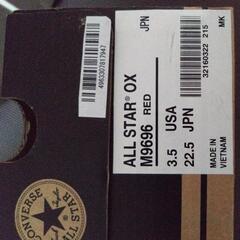 JPN
32160322 215
MK
ALL STAR® OX
M9696 RED
3.5 USA
22.5 JPN
MADE IN
VIETNAM
4963307817947
CONVERSE
ALL STAR